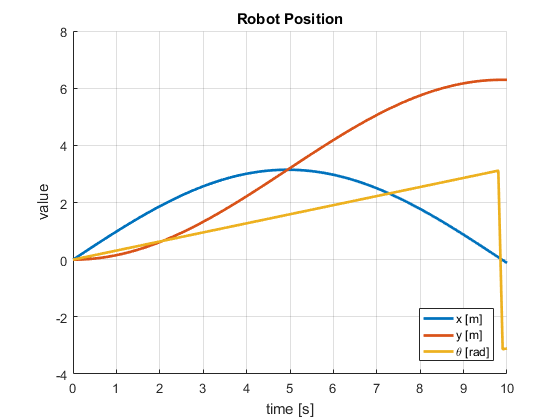 Robot Position
value
8
6
4
2
0
-2
-4
0 1 2 3 4 5 6 7 8 9 10
time [s]
x [m]
y [m]
θ [rad]